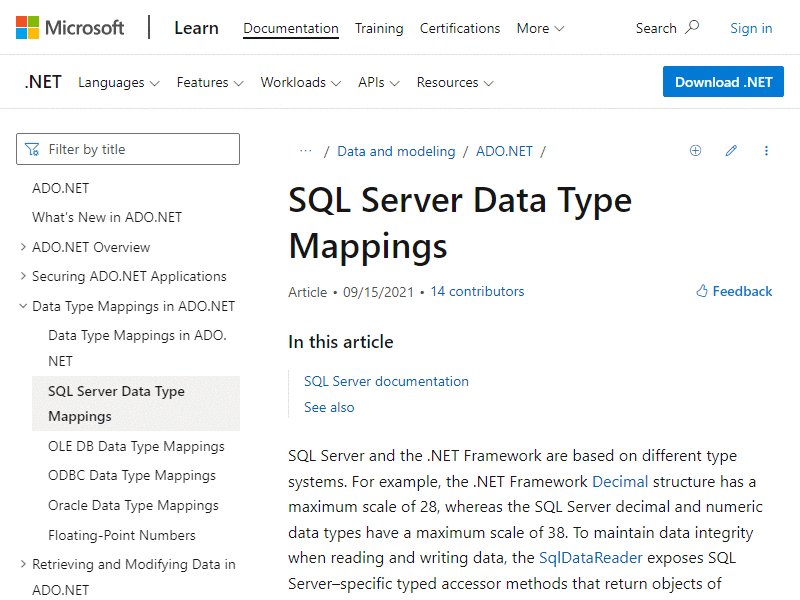 Microsoft Learn Documentation Training Certifications More Search Sign in
.NET Languages Features Workloads APIs Resources Download .NET
Filter by title
ADO.NET
What's New in ADO.NET
ADO.NET Overview
Securing ADO.NET Applications
Data Type Mappings in ADO.NET
Data Type Mappings in ADO.
NET
SQL Server Data Type
Mappings
OLE DB Data Type Mappings
ODBC Data Type Mappings
Oracle Data Type Mappings
Floating-Point Numbers
Retrieving and Modifying Data in
ADO.NET
… / Data and modeling / ADO.NET /
SQL Server Data Type
Mappings
Article • 09/15/2021 • 14 contributors Feedback
In this article
SQL Server documentation
See also
SQL Server and the .NET Framework are based on different type
systems. For example, the .NET Framework Decimal structure has a
maximum scale of 28, whereas the SQL Server decimal and numeric
data types have a maximum scale of 38. To maintain data integrity
when reading and writing data, the SqlDataReader exposes SQL
Server–specific typed accessor methods that return objects of